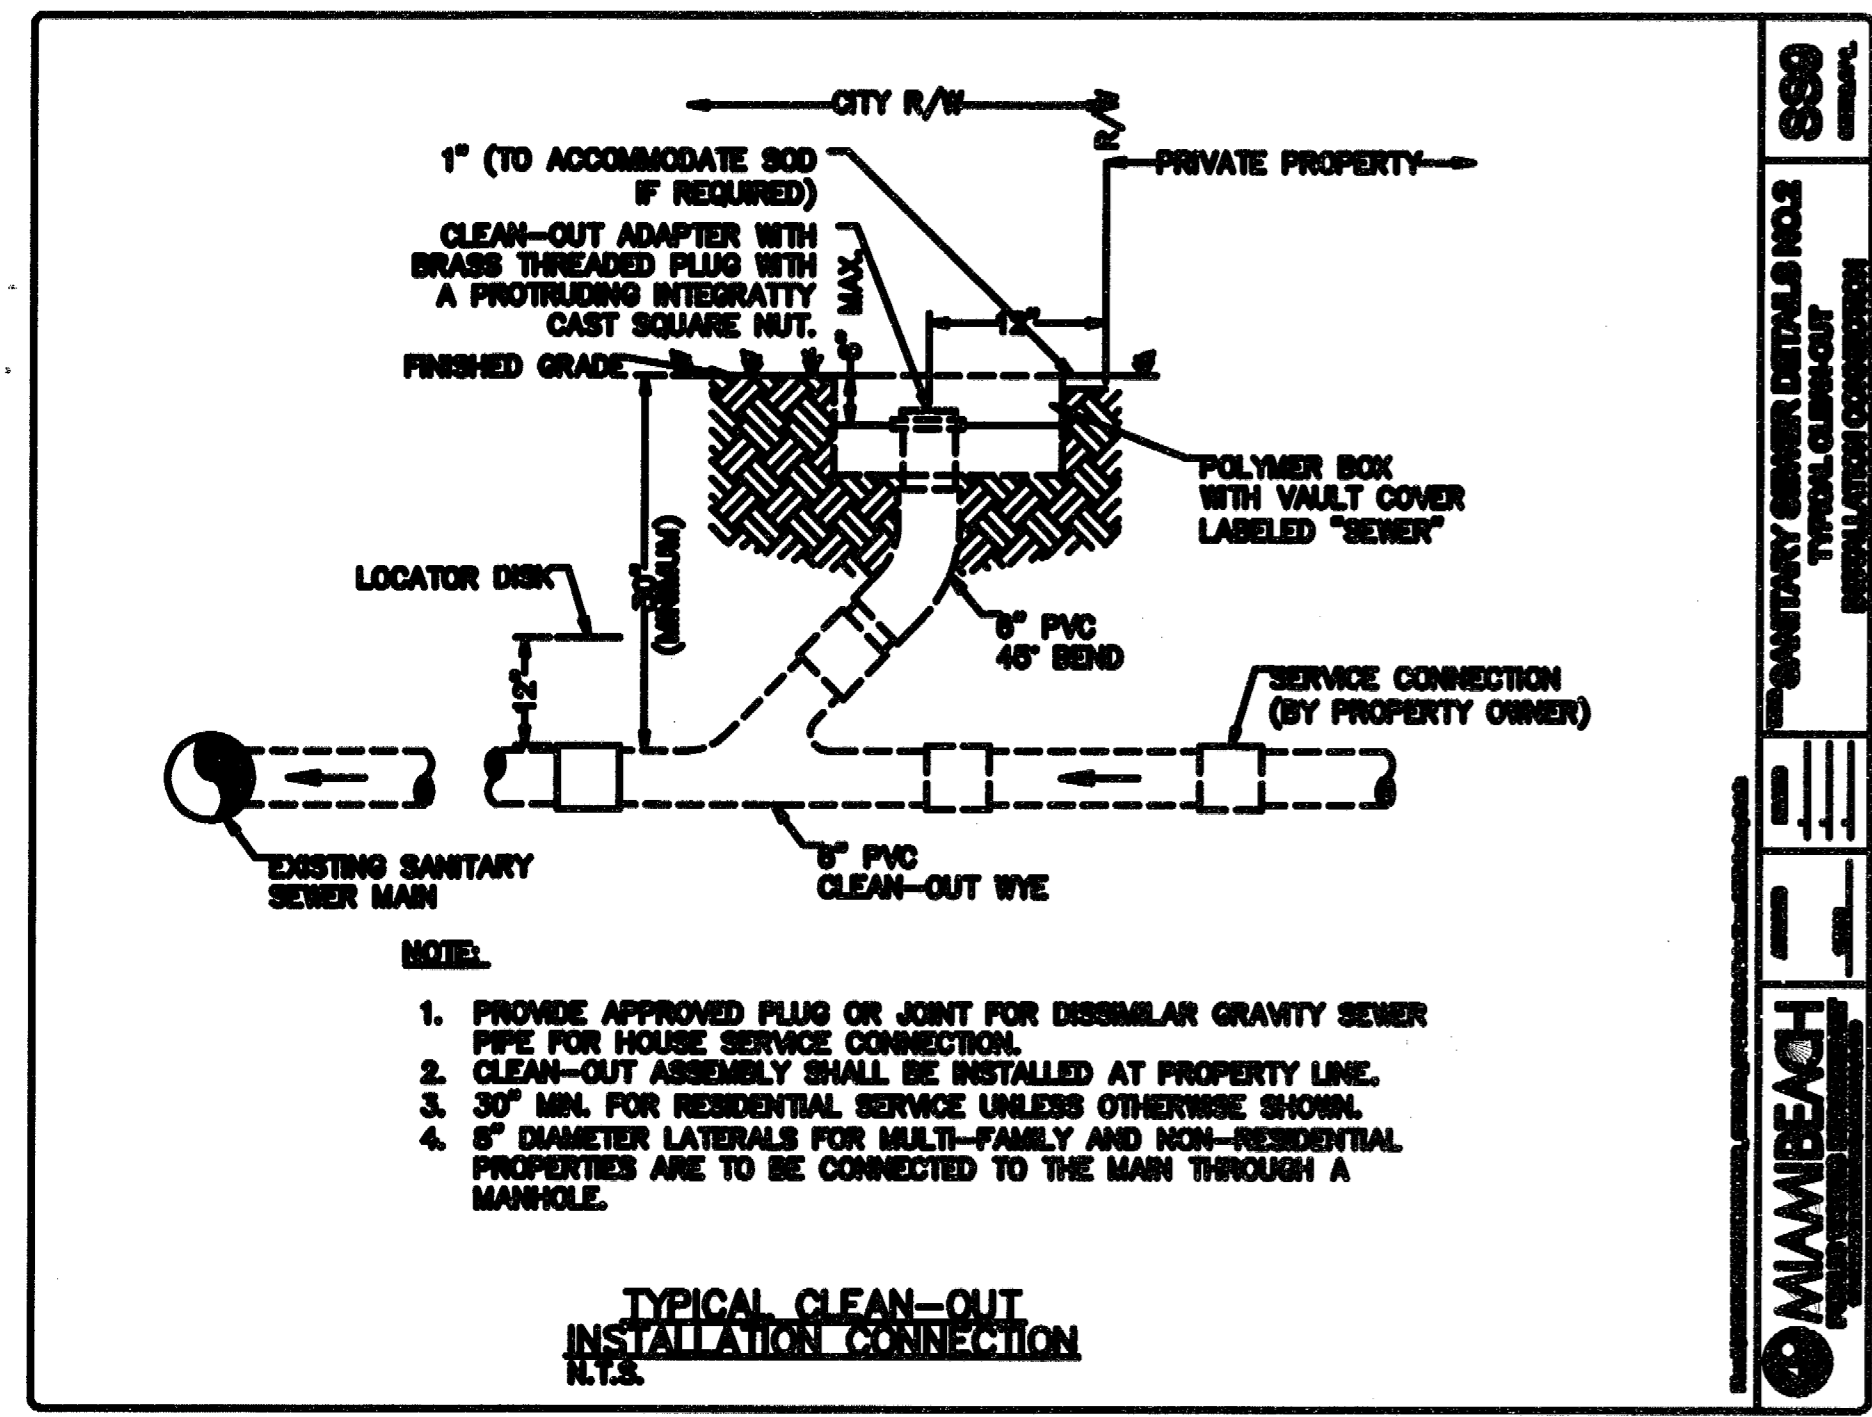 CITY R/W
R/W
1" (TO ACCOMMODATE SOD
IF REQUIRED)
PRIVATE PROPERTY
CLEAN-OUT ADAPTER WITH
BRASS THREADED PLUG WITH
A PROTRUDING INTEGRATTY
CAST SQUARE NUT.
MAX.
12"
FINISHED GRADE
POLYMER BOX
WITH VAULT COVER
LABELED "SEWER"
LOCATOR DISK
30"
(MINIMUM)
12"
6" PVC
45° BEND
SERVICE CONNECTION
(BY PROPERTY OWNER)
EXISTING SANITARY
SEWER MAIN
6" PVC
CLEAN-OUT WYE
NOTE:
1. PROVIDE APPROVED PLUG OR JOINT FOR DISSIMILAR GRAVITY SEWER
PIPE FOR HOUSE SERVICE CONNECTION.
2. CLEAN-OUT ASSEMBLY SHALL BE INSTALLED AT PROPERTY LINE.
3. 30" MIN. FOR RESIDENTIAL SERVICE UNLESS OTHERWISE SHOWN.
4. 8" DIAMETER LATERALS FOR MULTI-FAMILY AND NON-RESIDENTIAL
PROPERTIES ARE TO BE CONNECTED TO THE MAIN THROUGH A
MANHOLE.
TYPICAL CLEAN-OUT
INSTALLATION CONNECTION
N.T.S.
SS9
SANITARY SEWER DETAILS NO.2
TYPICAL CLEAN-OUT
INSTALLATION CONNECTION
MIAMIBEACH
PUBLIC WORKS DEPARTMENT